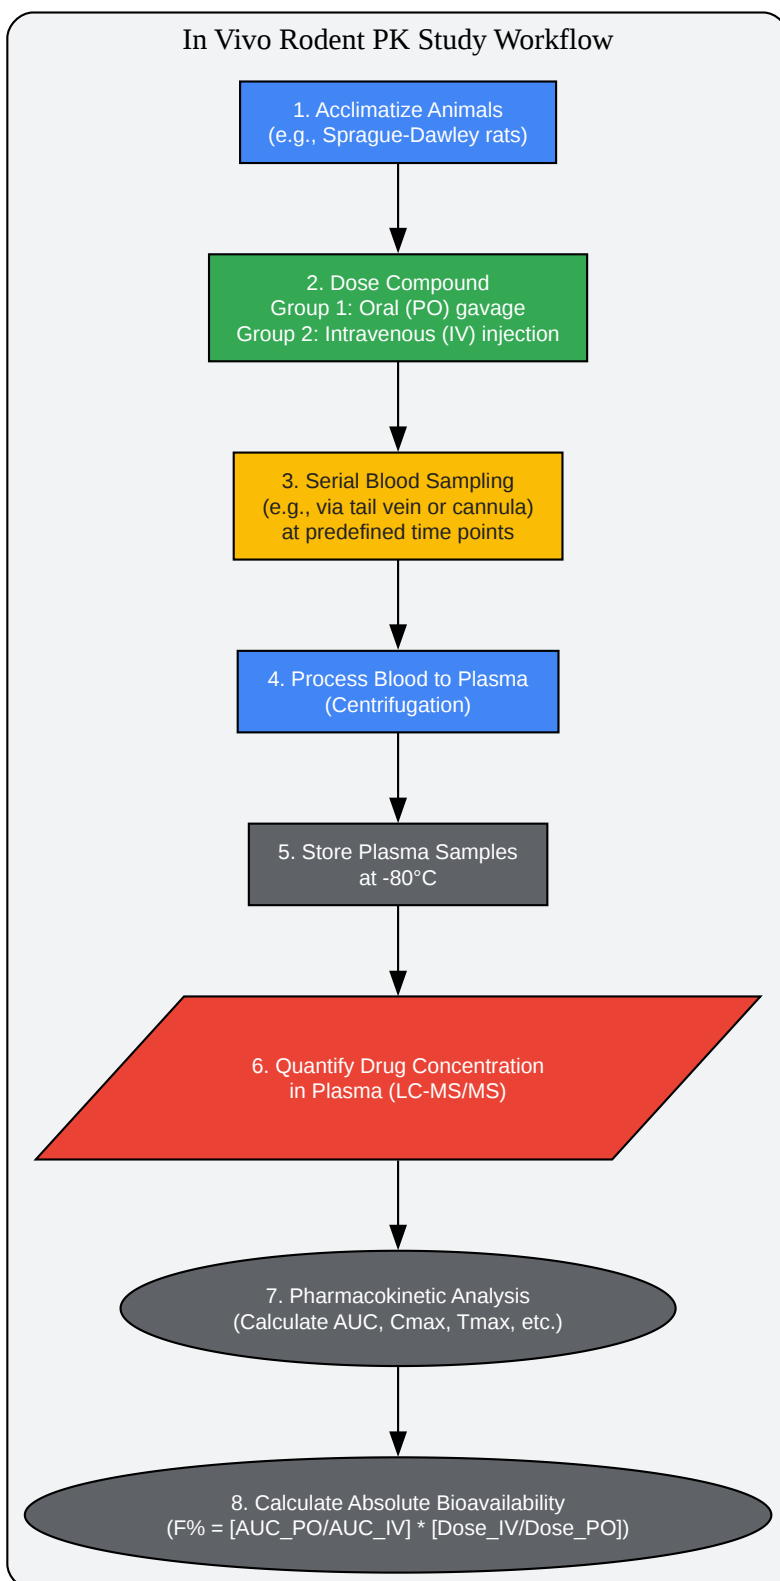 In Vivo Rodent PK Study Workflow
1. Acclimatize Animals
(e.g., Sprague-Dawley rats)
2. Dose Compound
Group 1: Oral (PO) gavage
Group 2: Intravenous (IV) injection
3. Serial Blood Sampling
(e.g., via tail vein or cannula)
at predefined time points
4. Process Blood to Plasma
(Centrifugation)
5. Store Plasma Samples
at -80°C
6. Quantify Drug Concentration
in Plasma (LC-MS/MS)
7. Pharmacokinetic Analysis
(Calculate AUC, Cmax, Tmax, etc.)
8. Calculate Absolute Bioavailability
(F% = [AUC_PO/AUC_IV] * [Dose_IV/Dose_PO])